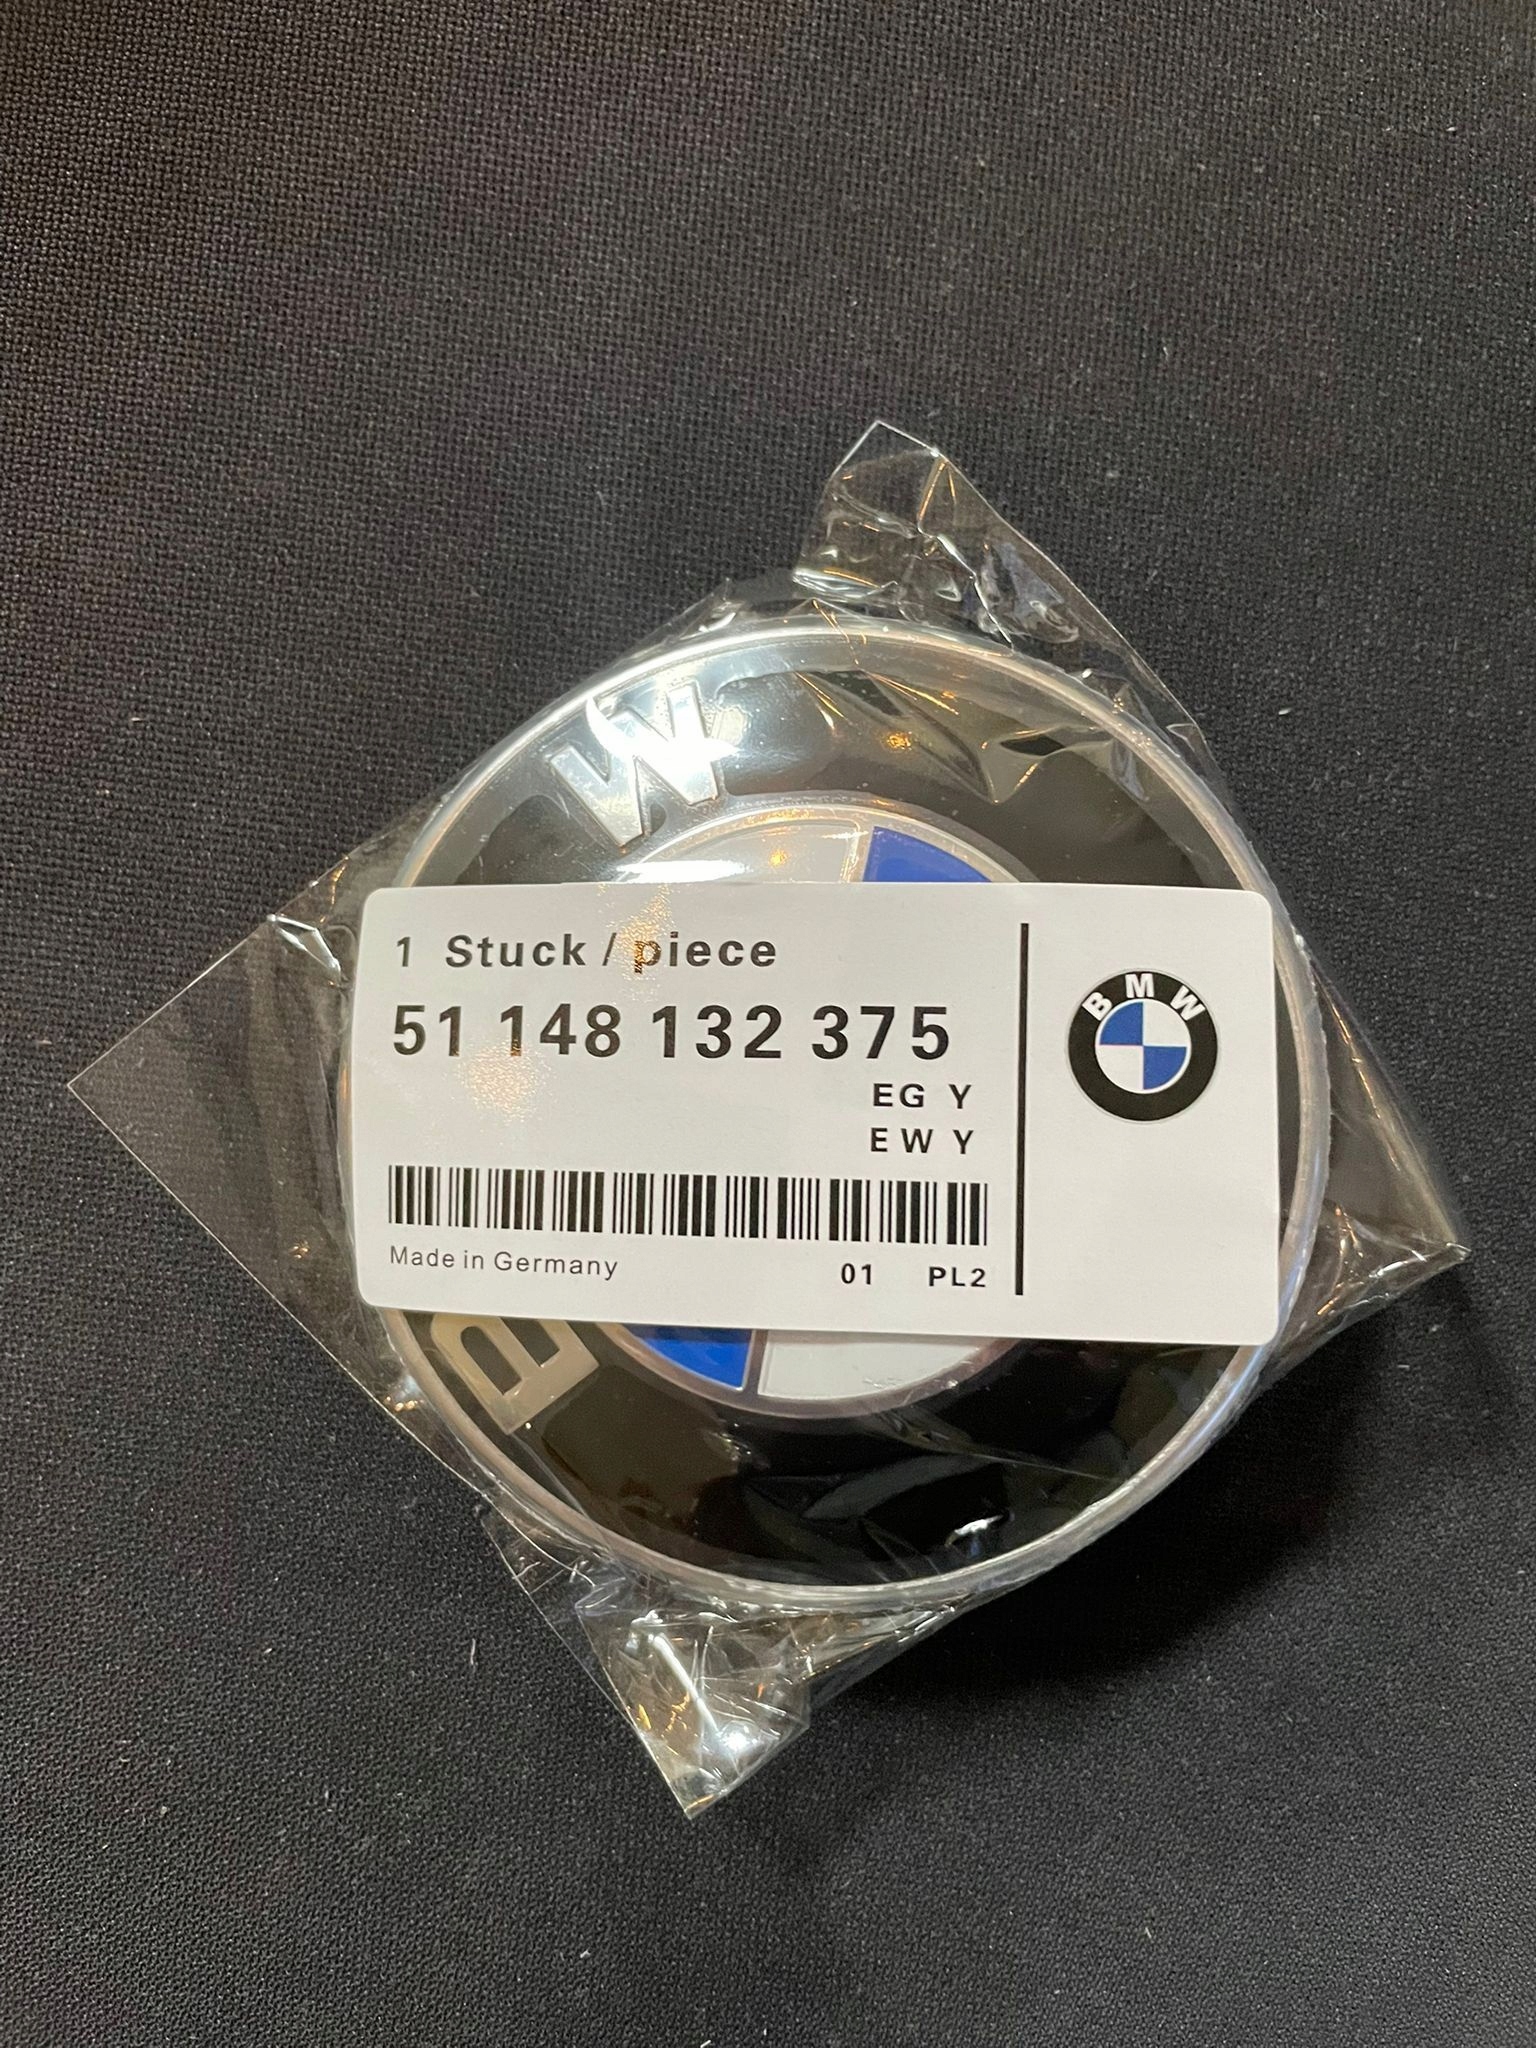 W
M
1 Stuck / piece
51 148 132 375
BMW
EG Y
EW Y
Made in Germany
01 PL2
B